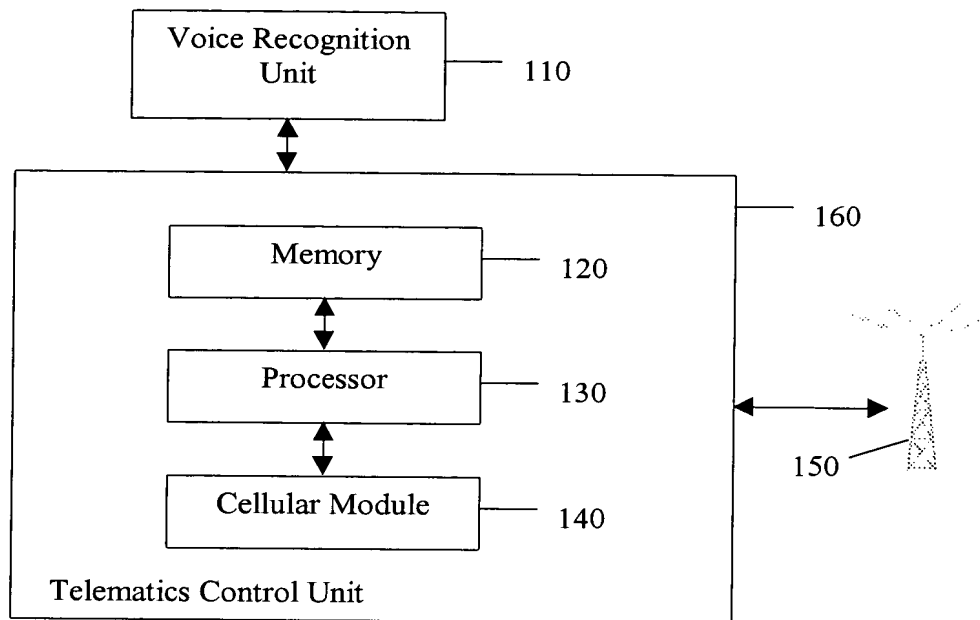 Voice Recognition
Unit
110
160
Memory
120
Processor
130
150
Cellular Module
140
Telematics Control Unit